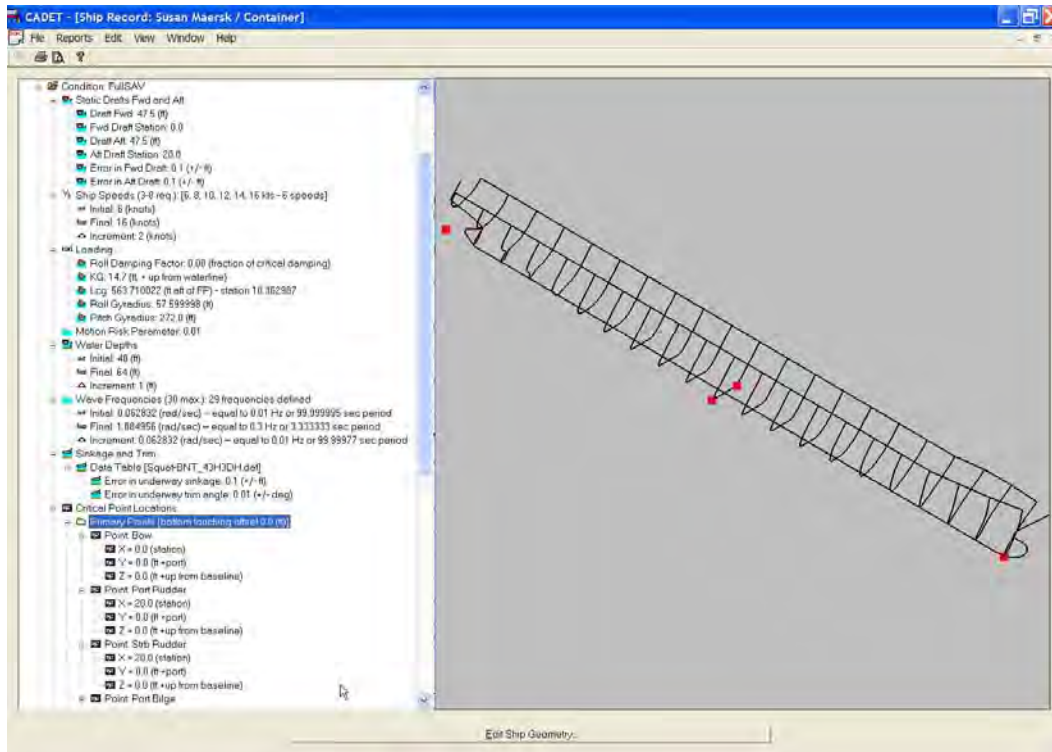 CADET - [Ship Record: Susan Maersk / Container]
File Reports Edit View Window Help
Condition: FullSAV
Static Drafts Fwd and Aft
Draft Fwd: 47.5 (ft)
Fwd Draft Station: 0.0
Draft Aft: 47.5 (ft)
Aft Draft Station: 20.0
Error in Fwd Draft: 0.1 (+/- ft)
Error in Aft Draft: 0.1 (+/- ft)
Ship Speeds (3-8 req.): [6, 8, 10, 12, 14, 16 kts - 6 speeds]
Initial: 6 (knots)
Final: 16 (knots)
Increment: 2 (knots)
Loading
Roll Damping Factor: 0.08 (fraction of critical damping)
KG: 14.7 (ft, + up from waterline)
Lcg: 563.710022 (ft aft of FP) - station 10.362987
Roll Gyradius: 57.599998 (ft)
Pitch Gyradius: 272.0 (ft)
Motion Risk Parameter: 0.01
Water Depths
Initial: 48 (ft)
Final: 64 (ft)
Increment: 1 (ft)
Wave Frequencies (30 max.): 29 frequencies defined
Initial: 0.062832 (rad/sec) -- equal to 0.01 Hz or 99.999995 sec period
Final: 1.884956 (rad/sec) -- equal to 0.3 Hz or 3.333333 sec period
Increment: 0.062832 (rad/sec) -- equal to 0.01 Hz or 99.99977 sec period
Sinkage and Trim
Data Table [Squat-BNT_43H3DH.dat]
Error in underway sinkage: 0.1 (+/- ft)
Error in underway trim angle: 0.01 (+/- deg)
Critical Point Locations
Primary Points [bottom touching offset 0.0 (ft)]
Point: Bow
X = 0.0 (station)
Y = 0.0 (ft +port)
Z = 0.0 (ft +up from baseline)
Point: Port Rudder
X = 20.0 (station)
Y = 0.0 (ft +port)
Z = 0.0 (ft +up from baseline)
Point: Strb Rudder
X = 20.0 (station)
Y = 0.0 (ft +port)
Z = 0.0 (ft +up from baseline)
Point: Port Bilge
Edit Ship Geometry...